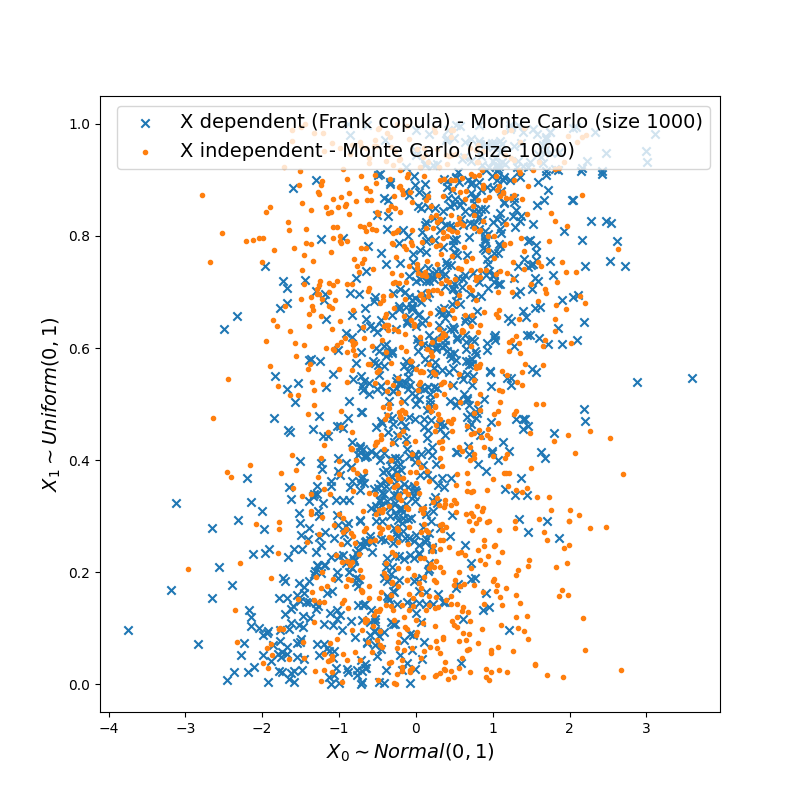 X dependent (Frank copula) - Monte Carlo (size 1000)
X independent - Monte Carlo (size 1000)
1.0
0.8
0.6
0.4
0.2
0.0
X₁ ~ Uniform(0, 1)
−4 −3 −2 −1 0 1 2 3
X₀ ~ Normal(0, 1)